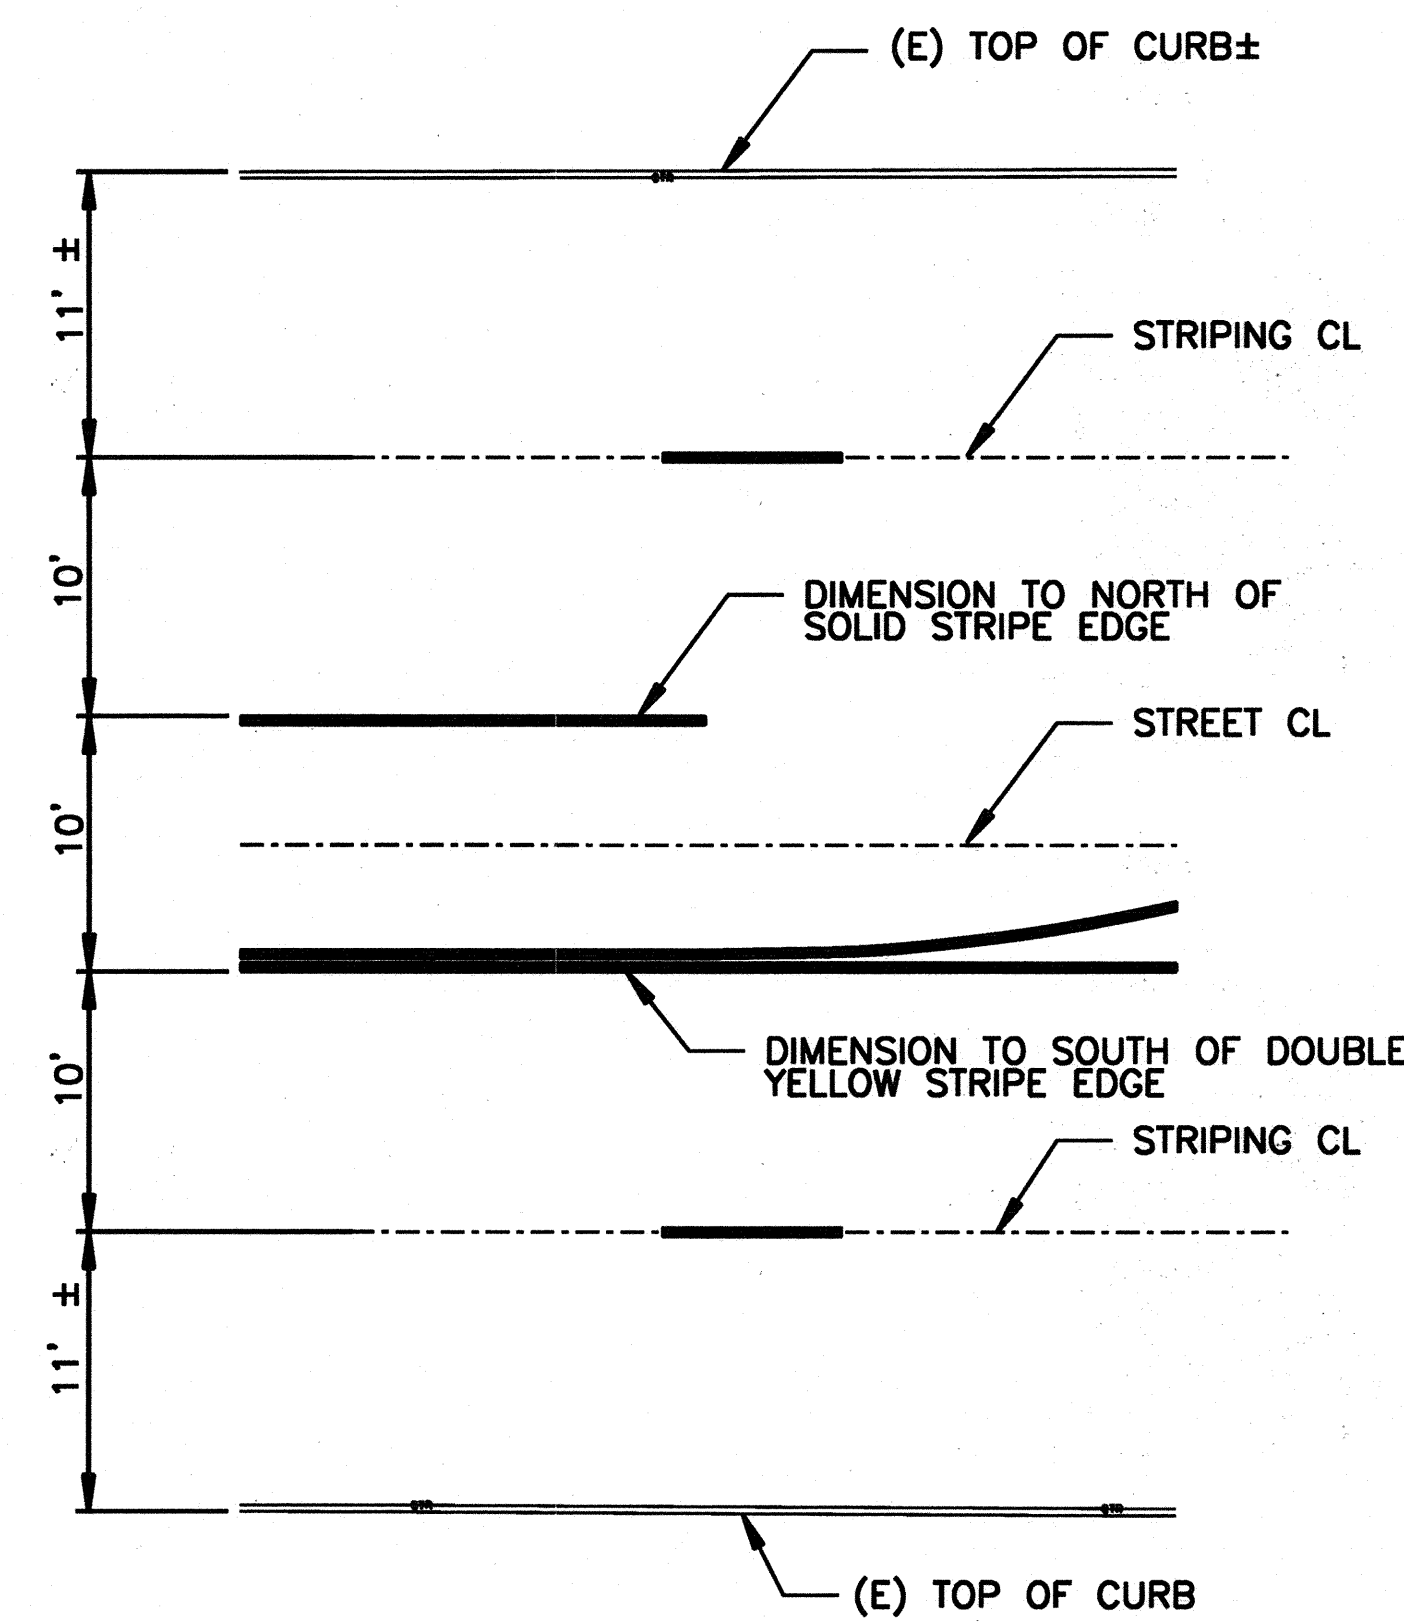 (E) TOP OF CURB±
11' ±
STRIPING CL
10'
DIMENSION TO NORTH OF
SOLID STRIPE EDGE
STREET CL
10'
10'
DIMENSION TO SOUTH OF DOUBLE
YELLOW STRIPE EDGE
STRIPING CL
11' ±
(E) TOP OF CURB